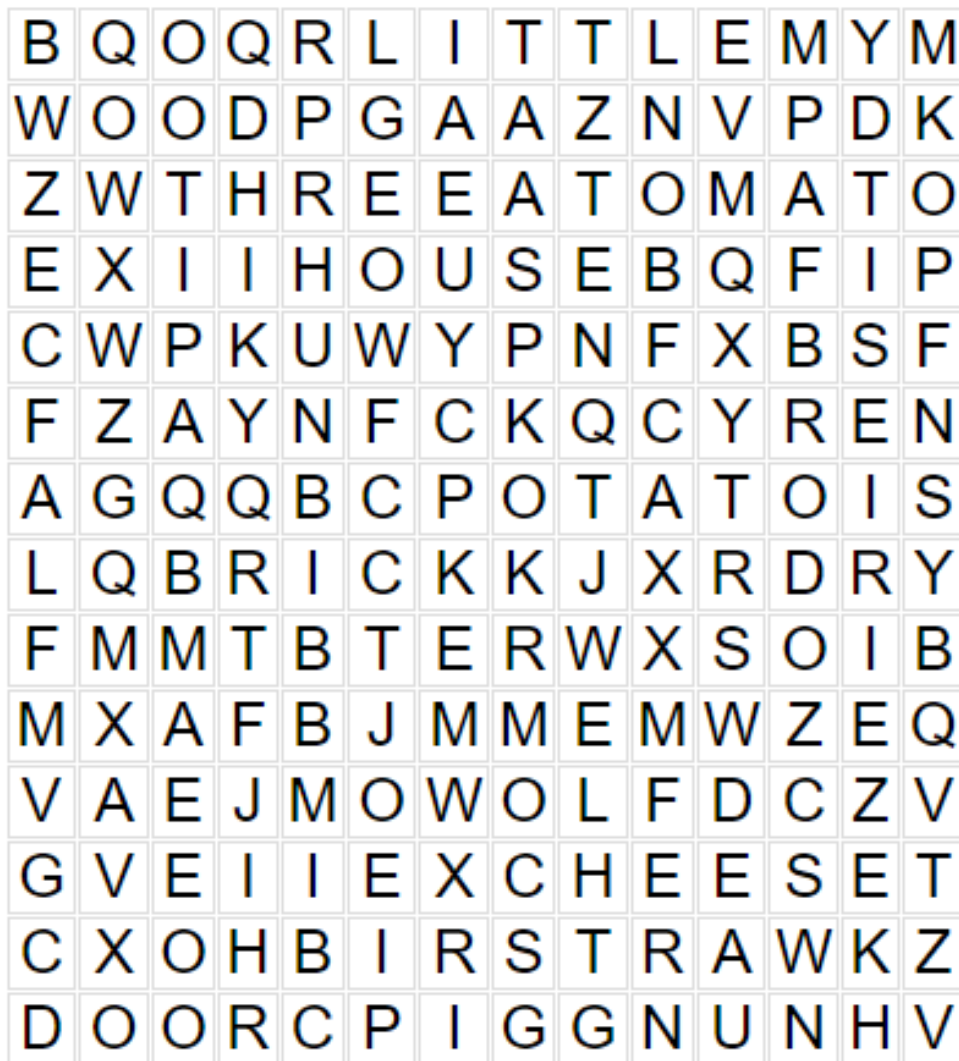 B Q O Q R L I T T L E M Y M
W O O D P G A A Z N V P D K
Z W T H R E E A T O M A T O
E X I I H O U S E B Q F I P
C W P K U W Y P N F X B S F
F Z A Y N F C K Q C Y R E N
A G Q Q B C P O T A T O I S
L Q B R I C K K J X R D R Y
F M M T B T E R W X S O I B
M X A F B J M M E M W Z E Q
V A E J M O W O L F D C Z V
G V E I I E X C H E E S E T
C X O H B I R S T R A W K Z
D O O R C P I G G N U N H V